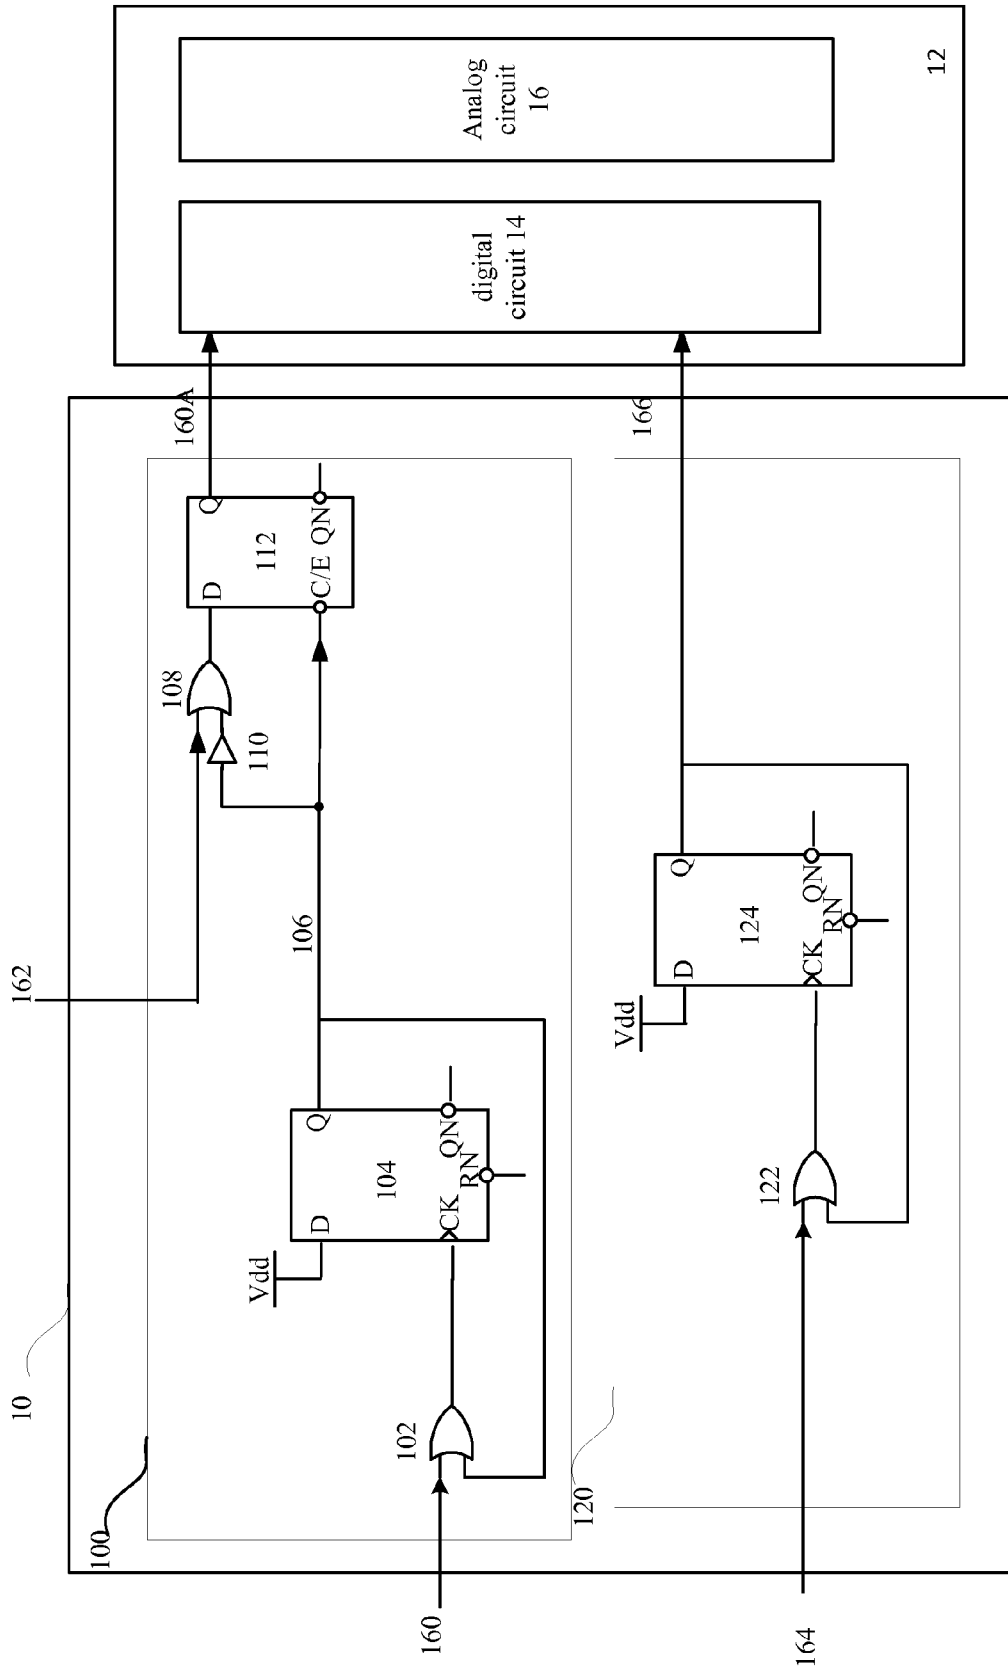 10
100
160
102
Vdd
D
104
CK
Q
QN
RN
106
162
108
110
D
112
C/E
Q
QN
160A
120
164
122
Vdd
D
124
CK
Q
QN
RN
166
digital
circuit 14
Analog
circuit
16
12